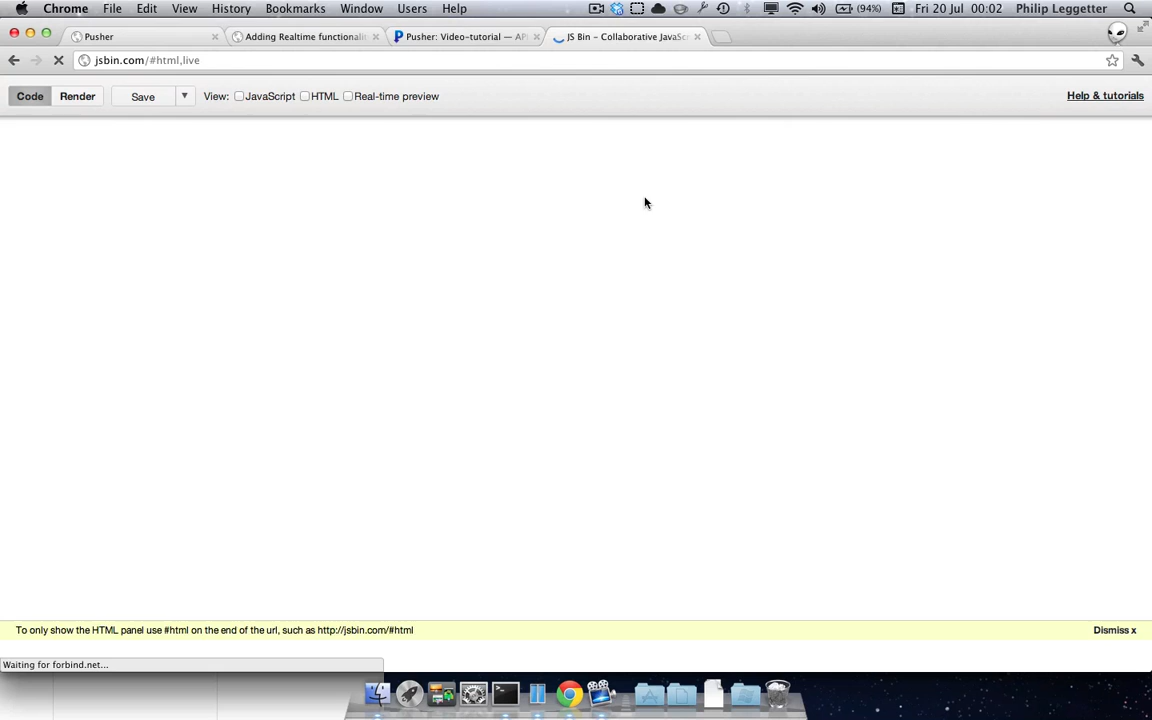 Chrome File Edit View History Bookmarks Window Users Help (94%) Fri 20 Jul 00:02 Philip Leggetter
Pusher Adding Realtime functionali Pusher: Video-tutorial — AP JS Bin - Collaborative JavaScr
jsbin.com/#html,live
Code Render Save View: JavaScript HTML Real-time preview Help & tutorials
To only show the HTML panel use #html on the end of the url, such as http://jsbin.com/#html Dismiss x
Waiting for forbind.net...